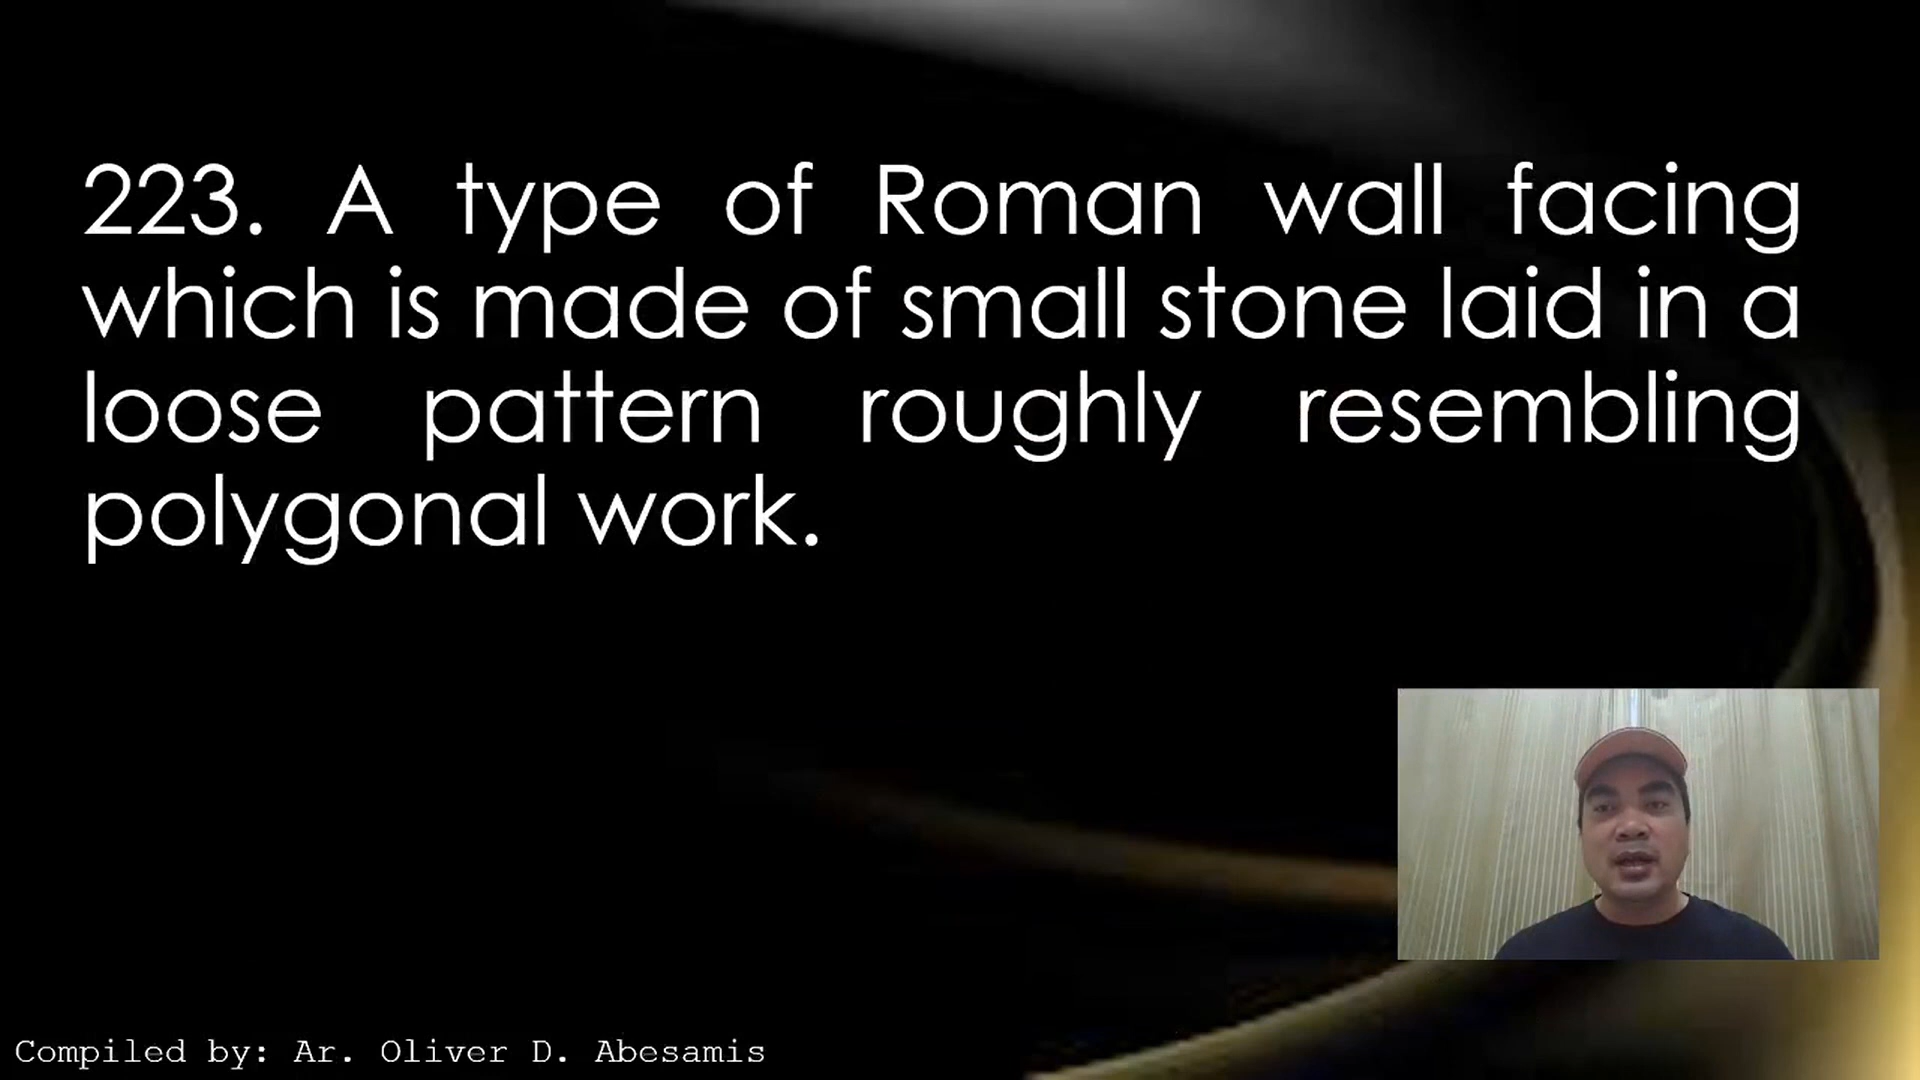 223. A type of Roman wall facing
which is made of small stone laid in a
loose pattern roughly resembling
polygonal work.
Compiled by: Ar. Oliver D. Abesamis